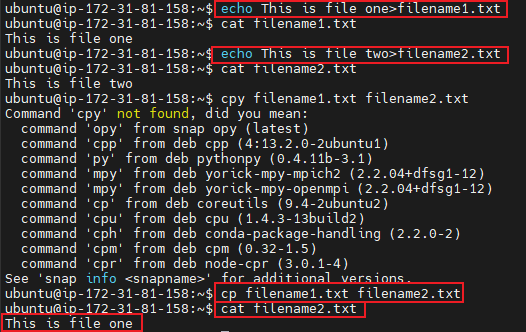 ubuntu@ip-172-31-81-158:~$ echo This is file one>filename1.txt
ubuntu@ip-172-31-81-158:~$ cat filename1.txt
This is file one
ubuntu@ip-172-31-81-158:~$ echo This is file two>filename2.txt
ubuntu@ip-172-31-81-158:~$ cat filename2.txt
This is file two
ubuntu@ip-172-31-81-158:~$ cpy filename1.txt filename2.txt
Command 'cpy' not found, did you mean:
  command 'opy' from snap opy (latest)
  command 'cpp' from deb cpp (4:13.2.0-2ubuntu1)
  command 'py' from deb pythonpy (0.4.11b-3.1)
  command 'mpy' from deb yorick-mpy-mpich2 (2.2.04+dfsg1-12)
  command 'mpy' from deb yorick-mpy-openmpi (2.2.04+dfsg1-12)
  command 'cp' from deb coreutils (9.4-2ubuntu2)
  command 'cpu' from deb cpu (1.4.3-13build2)
  command 'cph' from deb conda-package-handling (2.2.0-2)
  command 'cpm' from deb cpm (0.32-1.5)
  command 'cpr' from deb node-cpr (3.0.1-4)
See 'snap info <snapname>' for additional versions.
ubuntu@ip-172-31-81-158:~$ cp filename1.txt filename2.txt
ubuntu@ip-172-31-81-158:~$ cat filename2.txt
This is file one